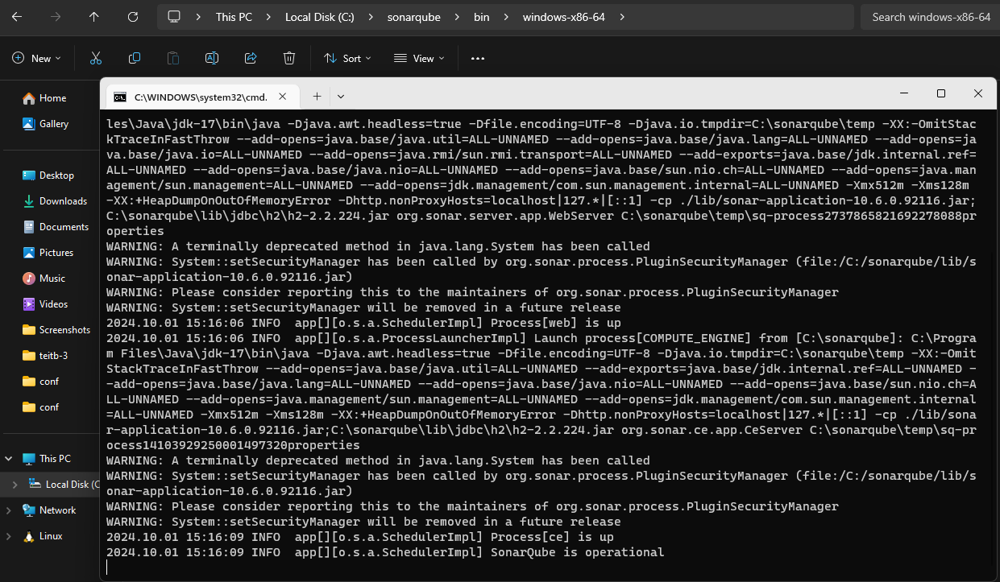 This PC
Local Disk (C:)
sonarqube
bin
windows-x86-64
Search windows-x86-64
New
Sort
View
Home
Gallery
Desktop
Downloads
Documents
Pictures
Music
Videos
Screenshots
teitb-3
conf
conf
This PC
Local Disk (C
Network
Linux
C:\WINDOWS\system32\cmd.
les\Java\jdk-17\bin\java -Djava.awt.headless=true -Dfile.encoding=UTF-8 -Djava.io.tmpdir=C:\sonarqube\temp -XX:-OmitStac
kTraceInFastThrow --add-opens=java.base/java.util=ALL-UNNAMED --add-opens=java.base/java.lang=ALL-UNNAMED --add-opens=ja
va.base/java.io=ALL-UNNAMED --add-opens=java.rmi/sun.rmi.transport=ALL-UNNAMED --add-exports=java.base/jdk.internal.ref=
ALL-UNNAMED --add-opens=java.base/java.nio=ALL-UNNAMED --add-opens=java.base/sun.nio.ch=ALL-UNNAMED --add-opens=java.man
agement/sun.management=ALL-UNNAMED --add-opens=jdk.management/com.sun.management.internal=ALL-UNNAMED -Xmx512m -Xms128m
-XX:+HeapDumpOnOutOfMemoryError -Dhttp.nonProxyHosts=localhost|127.*|[::1] -cp ./lib/sonar-application-10.6.0.92116.jar;
C:\sonarqube\lib\jdbc\h2\h2-2.2.224.jar org.sonar.server.app.WebServer C:\sonarqube\temp\sq-process2737865821692278088pr
operties
WARNING: A terminally deprecated method in java.lang.System has been called
WARNING: System::setSecurityManager has been called by org.sonar.process.PluginSecurityManager (file:/C:/sonarqube/lib/s
onar-application-10.6.0.92116.jar)
WARNING: Please consider reporting this to the maintainers of org.sonar.process.PluginSecurityManager
WARNING: System::setSecurityManager will be removed in a future release
2024.10.01 15:16:06 INFO  app[][o.s.a.SchedulerImpl] Process[web] is up
2024.10.01 15:16:06 INFO  app[][o.s.a.ProcessLauncherImpl] Launch process[COMPUTE_ENGINE] from [C:\sonarqube]: C:\Progra
m Files\Java\jdk-17\bin\java -Djava.awt.headless=true -Dfile.encoding=UTF-8 -Djava.io.tmpdir=C:\sonarqube\temp -XX:-Omit
StackTraceInFastThrow --add-opens=java.base/java.util=ALL-UNNAMED --add-exports=java.base/jdk.internal.ref=ALL-UNNAMED -
-add-opens=java.base/java.lang=ALL-UNNAMED --add-opens=java.base/java.nio=ALL-UNNAMED --add-opens=java.base/sun.nio.ch=A
LL-UNNAMED --add-opens=java.management/sun.management=ALL-UNNAMED --add-opens=jdk.management/com.sun.management.internal
=ALL-UNNAMED -Xmx512m -Xms128m -XX:+HeapDumpOnOutOfMemoryError -Dhttp.nonProxyHosts=localhost|127.*|[::1] -cp ./lib/sona
r-application-10.6.0.92116.jar;C:\sonarqube\lib\jdbc\h2\h2-2.2.224.jar org.sonar.ce.app.CeServer C:\sonarqube\temp\sq-pr
ocess14103929250001497320properties
WARNING: A terminally deprecated method in java.lang.System has been called
WARNING: System::setSecurityManager has been called by org.sonar.process.PluginSecurityManager (file:/C:/sonarqube/lib/s
onar-application-10.6.0.92116.jar)
WARNING: Please consider reporting this to the maintainers of org.sonar.process.PluginSecurityManager
WARNING: System::setSecurityManager will be removed in a future release
2024.10.01 15:16:09 INFO  app[][o.s.a.SchedulerImpl] Process[ce] is up
2024.10.01 15:16:09 INFO  app[][o.s.a.SchedulerImpl] SonarQube is operational